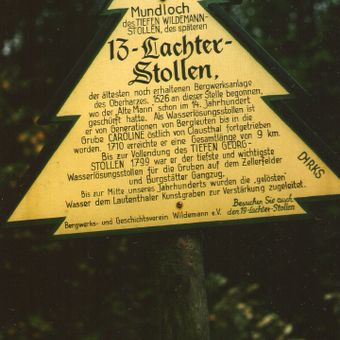 Mundloch
des TIEFEN WILDEMANN-
STOLLEN, des späteren
13-Lachter-
Stollen,
der ältesten noch erhaltenen Bergwerksanlage
des Oberharzes. 1526 an dieser Stelle begonnen,
wo der „Alte Mann" schon im 14. Jahrhundert
geschürft hatte. Als Wasserlösungsstollen ist
er von Generationen von Bergleuten bis in die
Grube CAROLINE östlich von Clausthal fortgetrieben
worden. 1710 erreichte er eine Gesamtlänge von 9 km.
Bis zur Vollendung des TIEFEN GEORG-
STOLLEN 1799 war er der tiefste und wichtigste
Wasserlösungsstollen für die Gruben auf dem Zellerfelder
und Burgstätter Gangzug.
Bis zur Mitte unseres Jahrhunderts wurden die „gelösten"
Wasser dem Lautenthaler Kunstgraben zur Verstärkung zugeleitet.
Bergwerks- und Geschichtsverein Wildemann e.V.
Besuchen Sie auch
den 19-Lachter-Stollen
DIRKS